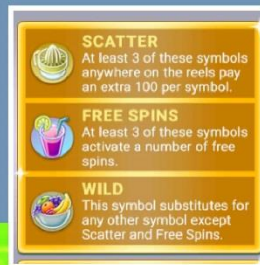 SCATTER
At least 3 of these symbols
anywhere on the reels pay
an extra 100 per symbol.
FREE SPINS
At least 3 of these symbols
activate a number of free
spins.
WILD
This symbol substitutes for
any other symbol except
Scatter and Free Spins.